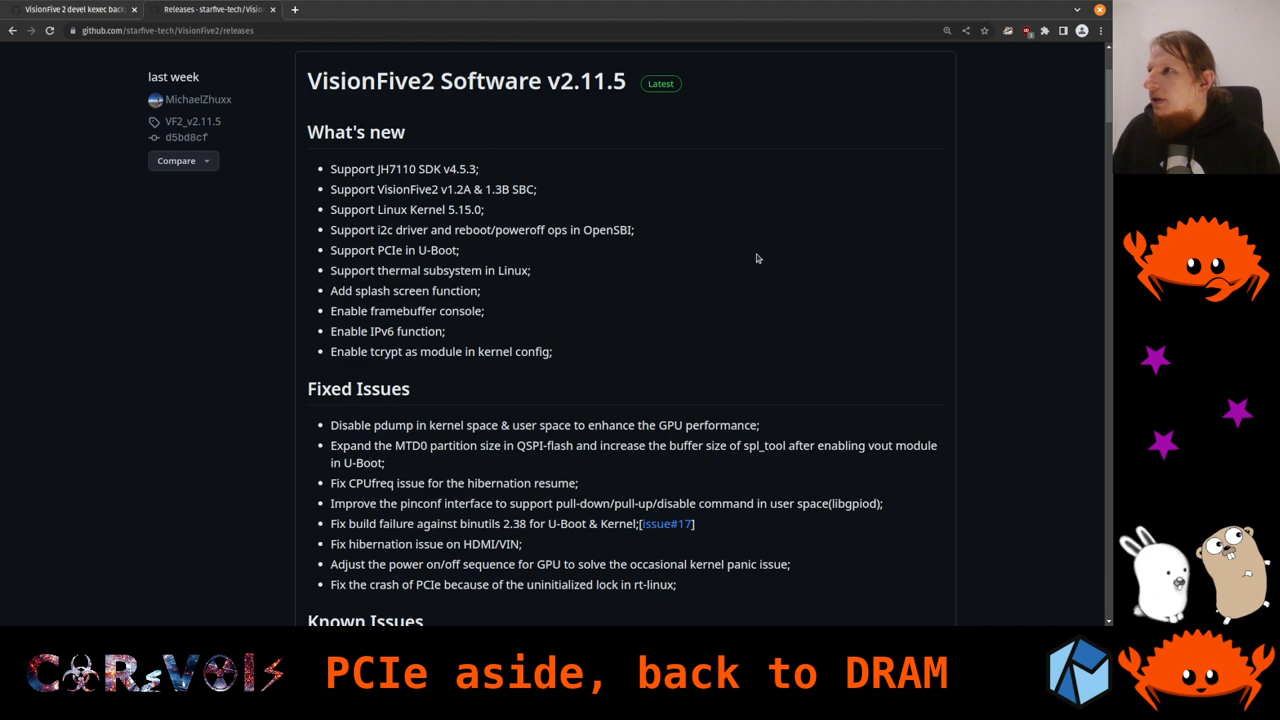 VisionFive 2 devel kexec back
Releases · starfive-tech/Visio
github.com/starfive-tech/VisionFive2/releases
last week
MichaelZhuxx
VF2_v2.11.5
d5bd8cf
Compare
VisionFive2 Software v2.11.5 Latest
What's new
Support JH7110 SDK v4.5.3;
Support VisionFive2 v1.2A & 1.3B SBC;
Support Linux Kernel 5.15.0;
Support i2c driver and reboot/poweroff ops in OpenSBI;
Support PCIe in U-Boot;
Support thermal subsystem in Linux;
Add splash screen function;
Enable framebuffer console;
Enable IPv6 function;
Enable tcrypt as module in kernel config;
Fixed Issues
Disable pdump in kernel space & user space to enhance the GPU performance;
Expand the MTD0 partition size in QSPI-flash and increase the buffer size of spl_tool after enabling vout module
in U-Boot;
Fix CPUfreq issue for the hibernation resume;
Improve the pinconf interface to support pull-down/pull-up/disable command in user space(libgpiod);
Fix build failure against binutils 2.38 for U-Boot & Kernel;[issue#17]
Fix hibernation issue on HDMI/VIN;
Adjust the power on/off sequence for GPU to solve the occasional kernel panic issue;
Fix the crash of PCIe because of the uninitialized lock in rt-linux;
Known Issues
PCIe aside, back to DRAM